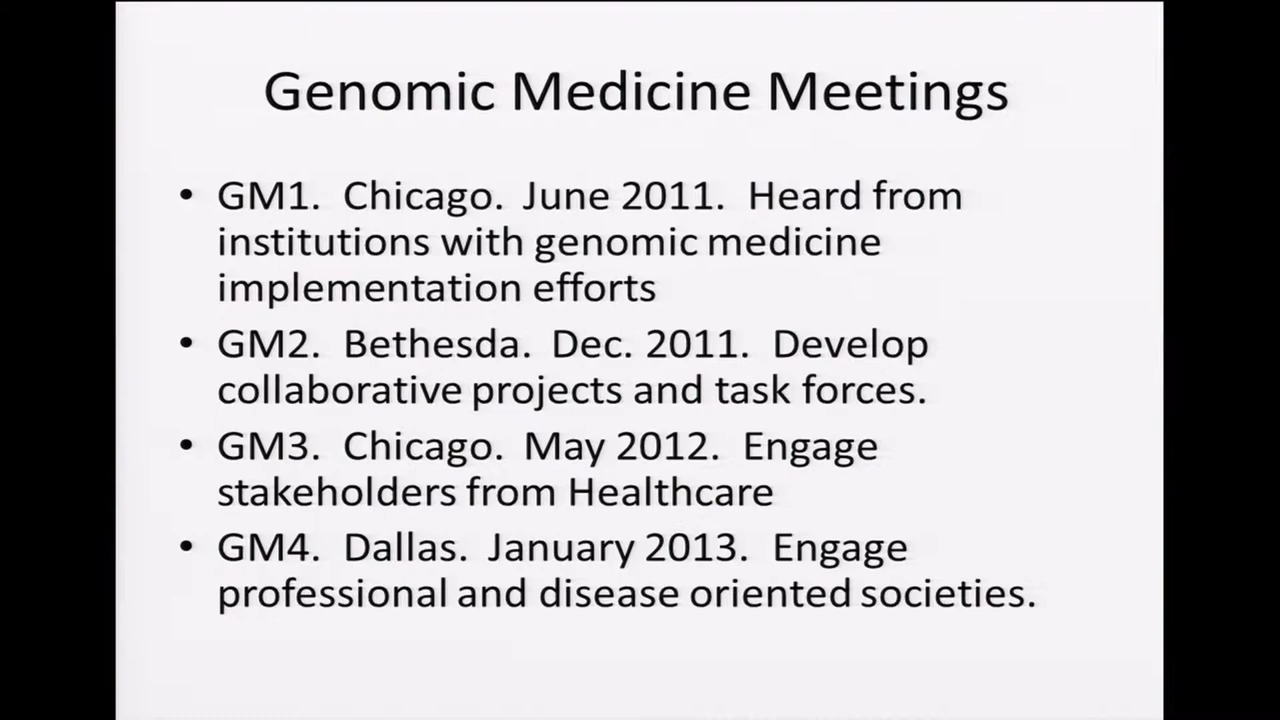 Genomic Medicine Meetings
• GM1. Chicago. June 2011. Heard from
institutions with genomic medicine
implementation efforts
• GM2. Bethesda. Dec. 2011. Develop
collaborative projects and task forces.
• GM3. Chicago. May 2012. Engage
stakeholders from Healthcare
• GM4. Dallas. January 2013. Engage
professional and disease oriented societies.